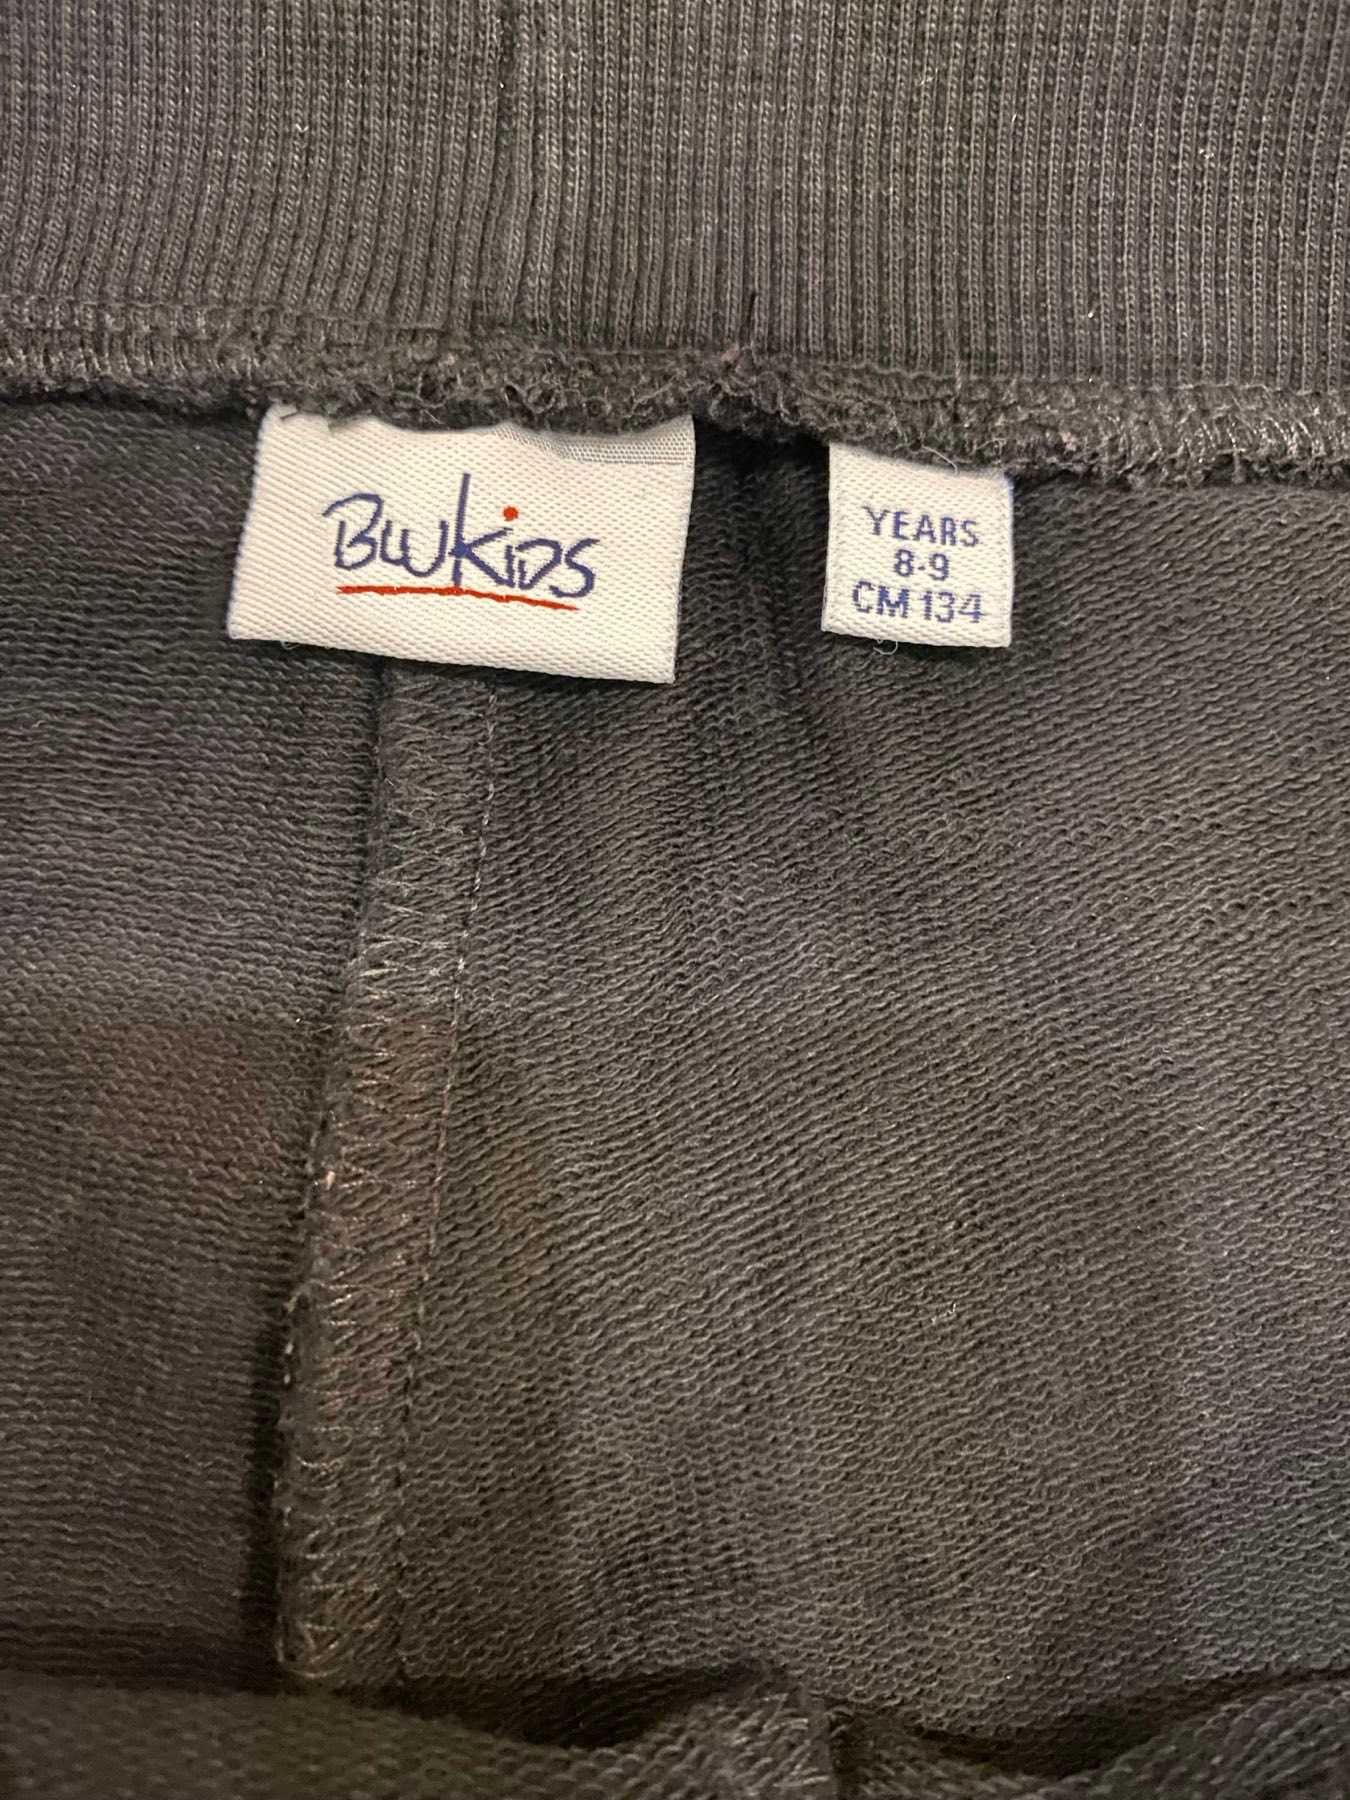 BWKiDS
YEARS
8-9
CM 134